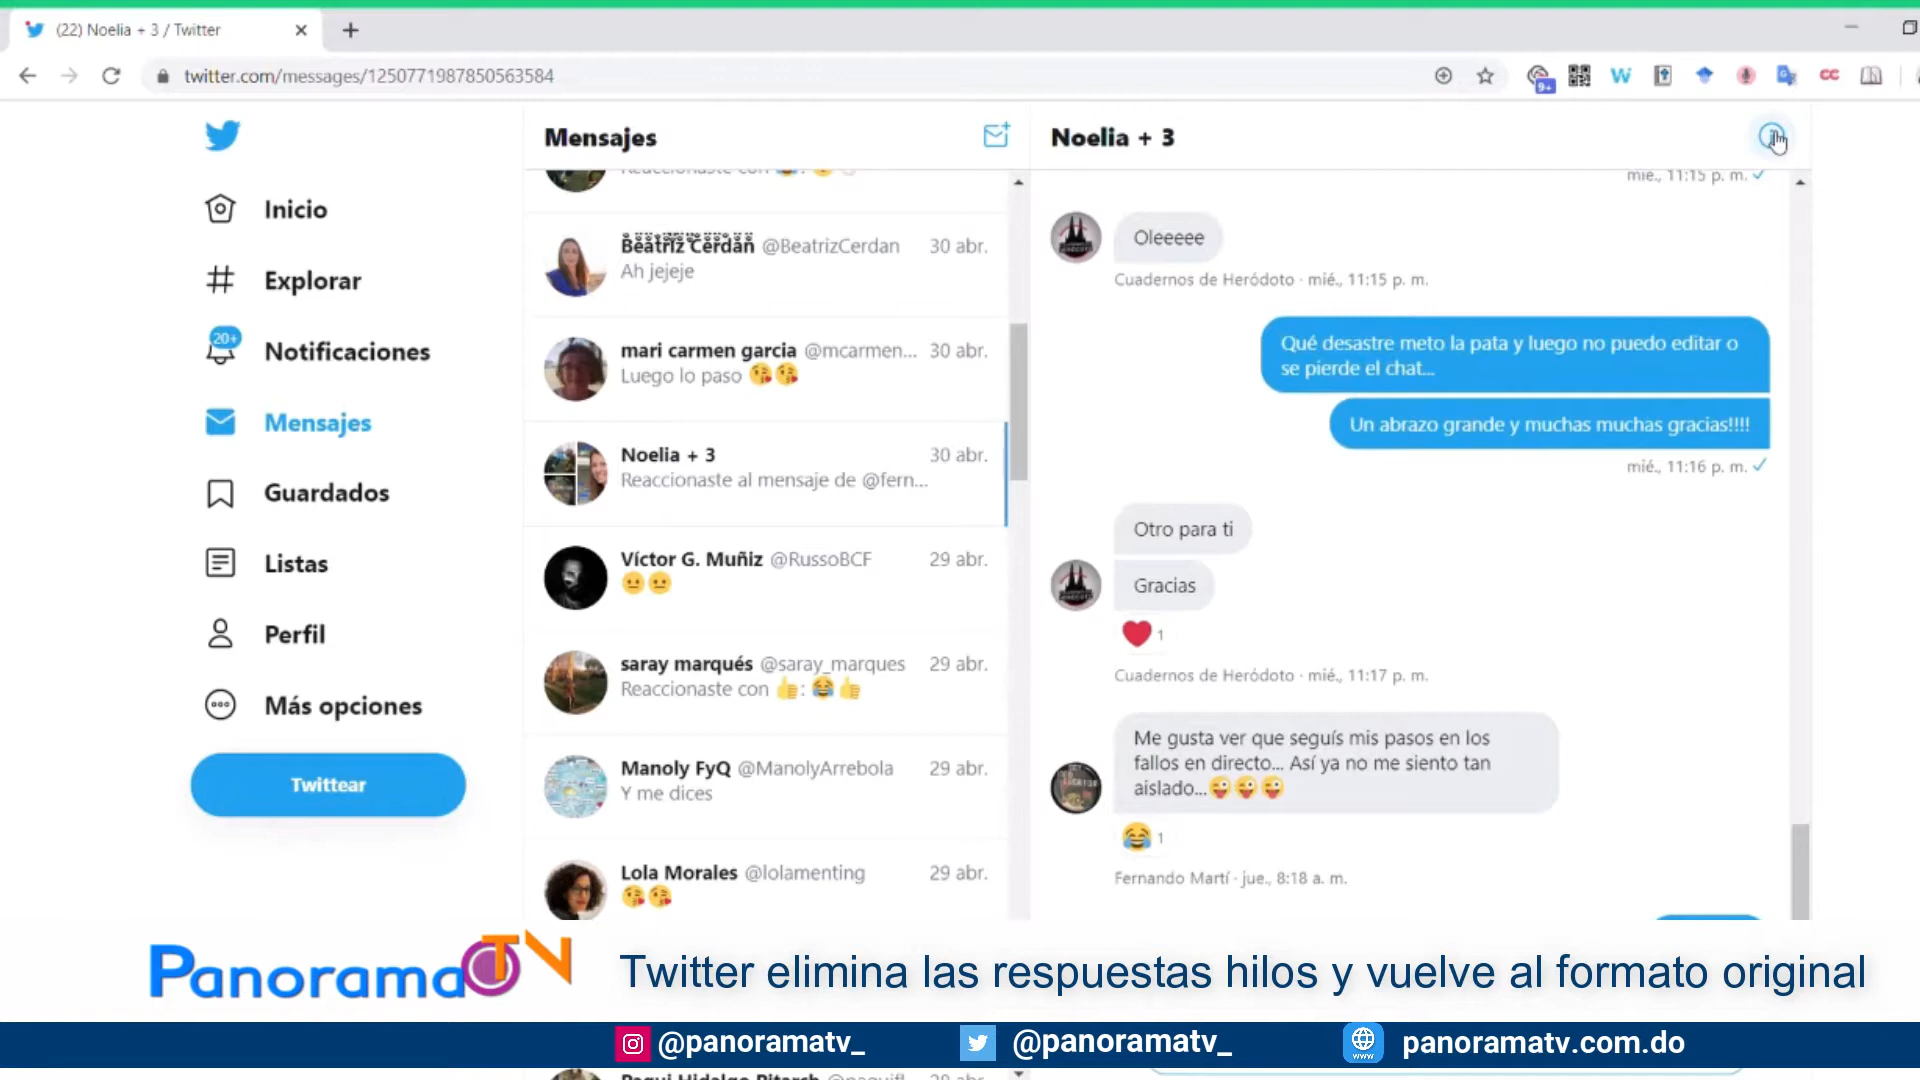 (22) Noelia + 3 / Twitter
twitter.com/messages/1250771987850563584
9+
W
CC
Inicio
Explorar
20+
Notificaciones
Mensajes
Guardados
Listas
Perfil
Más opciones
Twittear
Mensajes
Reaccionaste con
Beatriz Cerdan @BeatrizCerdan 30 abr.
Ah jejeje
mari carmen garcia @mcarmen... 30 abr.
Luego lo paso 😘😘
Noelia + 3 30 abr.
Reaccionaste al mensaje de @fern...
Víctor G. Muñiz @RussoBCF 29 abr.
😐😐
saray marqués @saray_marques 29 abr.
Reaccionaste con 👍: 😂👍
Manoly FyQ @ManolyArrebola 29 abr.
Y me dices
Lola Morales @lolamenting 29 abr.
😘😘
Noelia + 3
mié., 11:15 p. m.
Oleeeee
Cuadernos de Heródoto · mié., 11:15 p. m.
Qué desastre meto la pata y luego no puedo editar o
se pierde el chat...
Un abrazo grande y muchas muchas gracias!!!!
mié., 11:16 p. m.
Otro para ti
Gracias
❤ 1
Cuadernos de Heródoto · mié., 11:17 p. m.
Me gusta ver que seguís mis pasos en los
fallos en directo... Así ya no me siento tan
aislado...😜😜😜
😂 1
Fernando Martí · jue., 8:18 a. m.
Panorama TV
Twitter elimina las respuestas hilos y vuelve al formato original
@panoramatv_
@panoramatv_
www
panoramatv.com.do